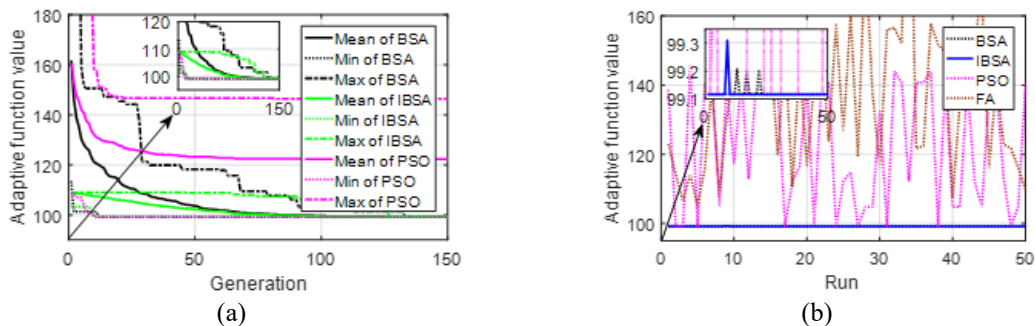 Adaptive function value
180
160
140
120
100
0
50
100
150
Generation
120
110
100
0
150
Mean of BSA
Min of BSA
Max of BSA
Mean of IBSA
Min of IBSA
Max of IBSA
Mean of PSO
Min of PSO
Max of PSO
(a)
Adaptive function value
160
140
120
100
0
10
20
30
40
50
Run
99.3
99.2
99.1
0
50
BSA
IBSA
PSO
FA
(b)